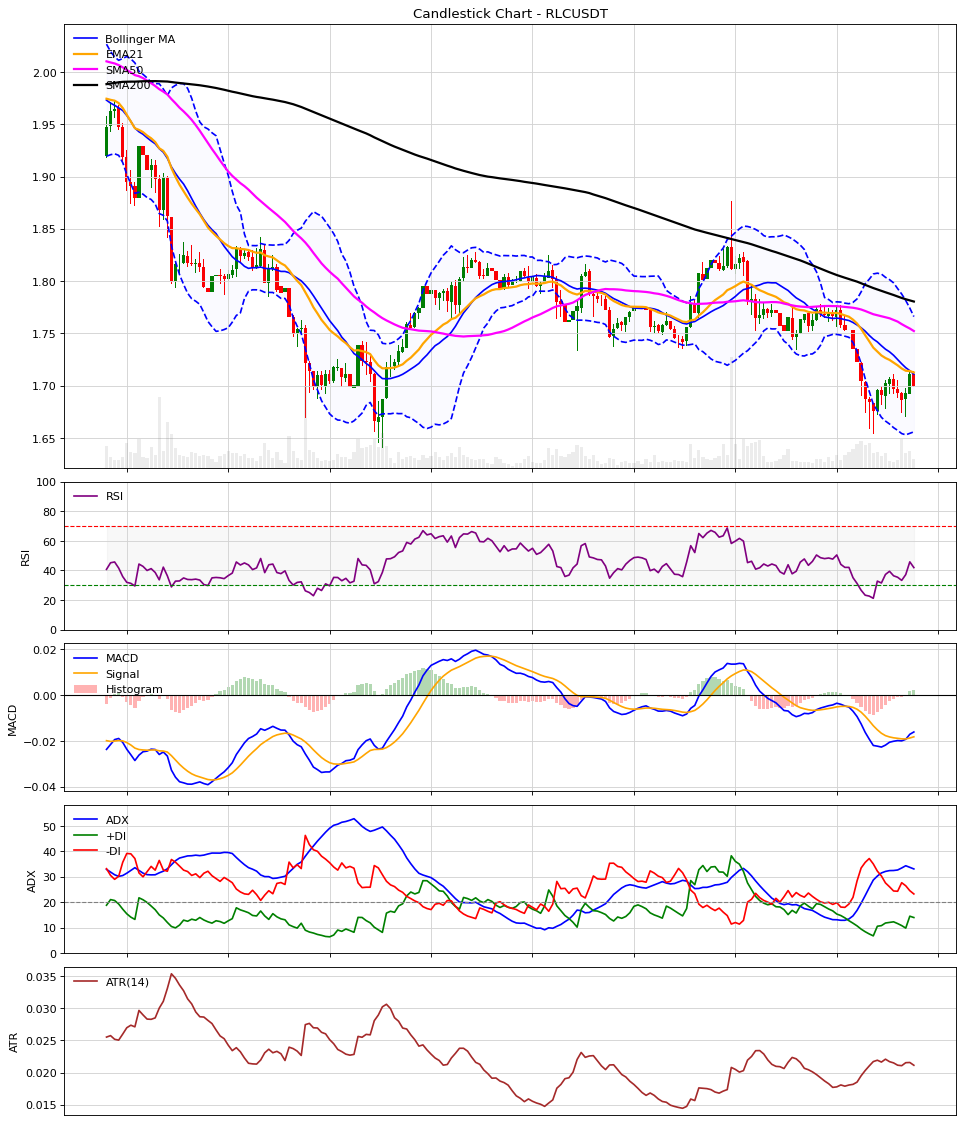 Candlestick Chart - RLCUSDT
Bollinger MA
EMA21
SMA50
SMA200
2.00
1.95
1.90
1.85
1.80
1.75
1.70
1.65
RSI
RSI
100
80
60
40
20
0
MACD
Signal
Histogram
MACD
0.02
0.00
−0.02
−0.04
ADX
+DI
-DI
ADX
50
40
30
20
10
0
ATR(14)
ATR
0.035
0.030
0.025
0.020
0.015